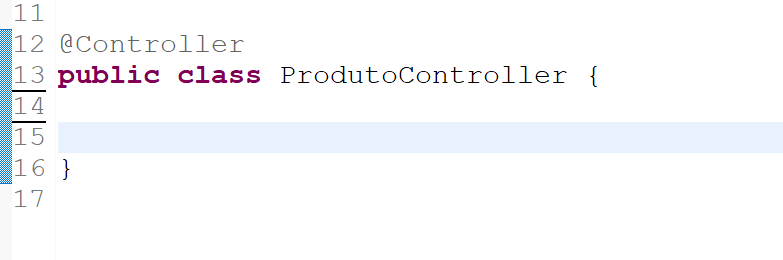 11
12 @Controller
13 public class ProdutoController {
14
15
16 }
17